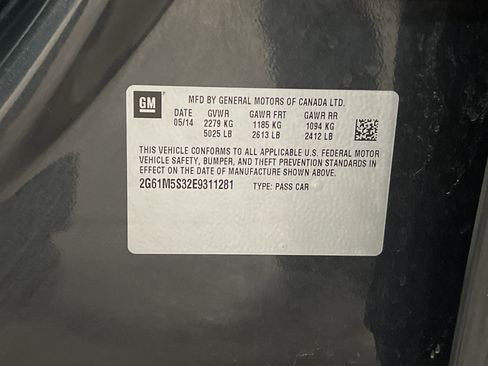 GM
MFD BY GENERAL MOTORS OF CANADA LTD.
DATE GVWR GAWR FRT GAWR RR
05/14 2279 KG 1185 KG 1094 KG
5025 LB 2613 LB 2412 LB
THIS VEHICLE CONFORMS TO ALL APPLICABLE U.S. FEDERAL MOTOR
VEHICLE SAFETY, BUMPER, AND THEFT PREVENTION STANDARDS IN
EFFECT ON THE DATE OF MANUFACTURE SHOWN ABOVE.
2G61M5S32E9311281 TYPE: PASS CAR